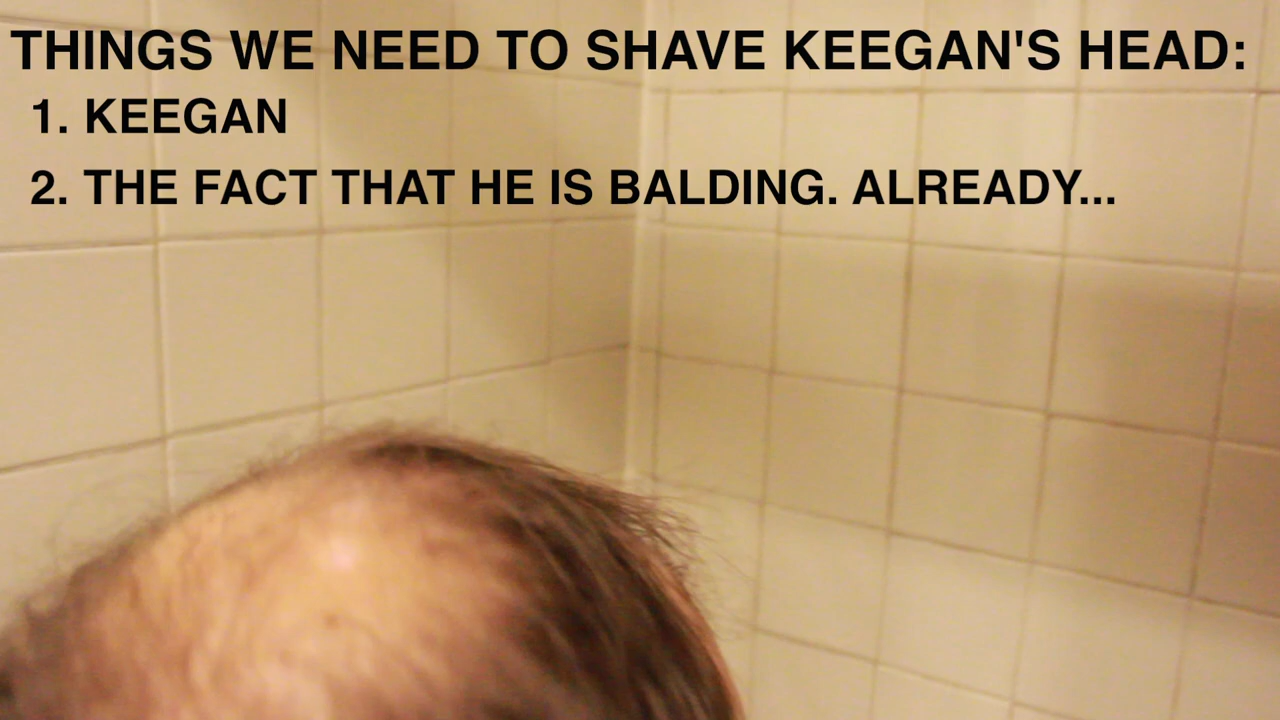 THINGS WE NEED TO SHAVE KEEGAN'S HEAD:
1. KEEGAN
2. THE FACT THAT HE IS BALDING. ALREADY...